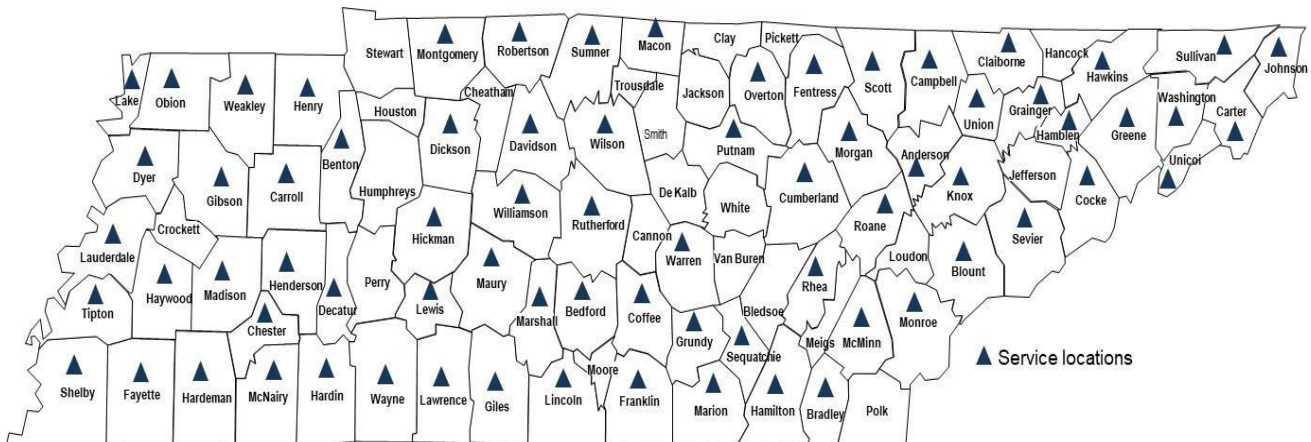 Stewart
Montgomery
Robertson
Sumner
Macon
Clay
Pickett
Scott
Campbell
Claiborne
Hancock
Hawkins
Sullivan
Johnson
Lake
Obion
Weakley
Henry
Houston
Cheatham
Trousdale
Jackson
Overton
Fentress
Union
Grainger
Washington
Carter
Benton
Dickson
Davidson
Wilson
Smith
Putnam
Morgan
Anderson
Hamblen
Greene
Unicoi
Dyer
Gibson
Carroll
Humphreys
Williamson
Rutherford
De Kalb
White
Cumberland
Roane
Knox
Jefferson
Cocke
Sevier
Crockett
Lauderdale
Hickman
Cannon
Warren
Van Buren
Loudon
Blount
Tipton
Haywood
Madison
Henderson
Decatur
Perry
Lewis
Maury
Marshall
Bedford
Coffee
Grundy
Bledsoe
Rhea
Meigs
McMinn
Monroe
Chester
Sequatchie
Moore
Service locations
Shelby
Fayette
Hardeman
McNairy
Hardin
Wayne
Lawrence
Giles
Lincoln
Franklin
Marion
Hamilton
Bradley
Polk